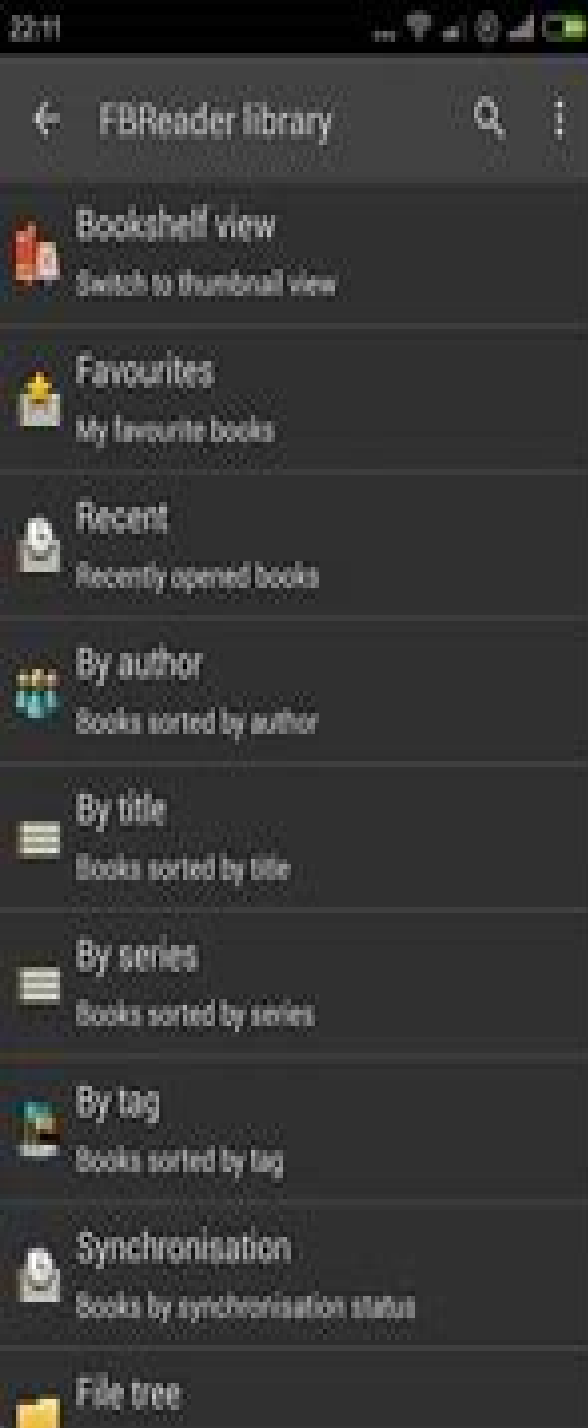 22:11
FBReader library
Bookshelf view
Switch to thumbnail view
Favourites
My favourite books
Recent
Recently opened books
By author
Books sorted by author
By title
Books sorted by title
By series
Books sorted by series
By tag
Books sorted by tag
Synchronisation
Books by synchronisation status
File tree